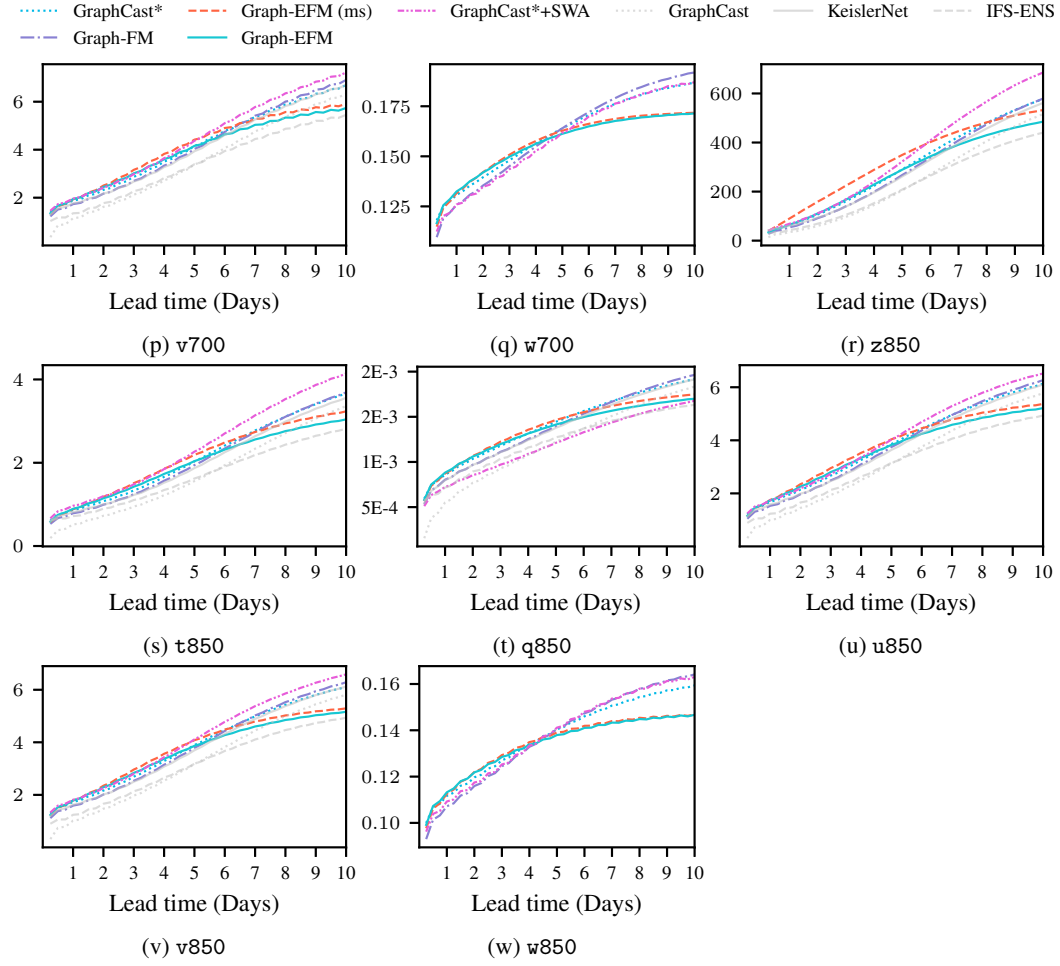 GraphCast* Graph-EFM (ms) GraphCast*+SWA GraphCast KeislerNet IFS-ENS
Graph-FM Graph-EFM
6
4
2
1 2 3 4 5 6 7 8 9 10
Lead time (Days)
(p) v700
0.175
0.150
0.125
1 2 3 4 5 6 7 8 9 10
Lead time (Days)
(q) w700
600
400
200
0
1 2 3 4 5 6 7 8 9 10
Lead time (Days)
(r) z850
4
2
0
1 2 3 4 5 6 7 8 9 10
Lead time (Days)
(s) t850
2E-3
2E-3
1E-3
5E-4
1 2 3 4 5 6 7 8 9 10
Lead time (Days)
(t) q850
6
4
2
1 2 3 4 5 6 7 8 9 10
Lead time (Days)
(u) u850
6
4
2
1 2 3 4 5 6 7 8 9 10
Lead time (Days)
(v) v850
0.16
0.14
0.12
0.10
1 2 3 4 5 6 7 8 9 10
Lead time (Days)
(w) w850